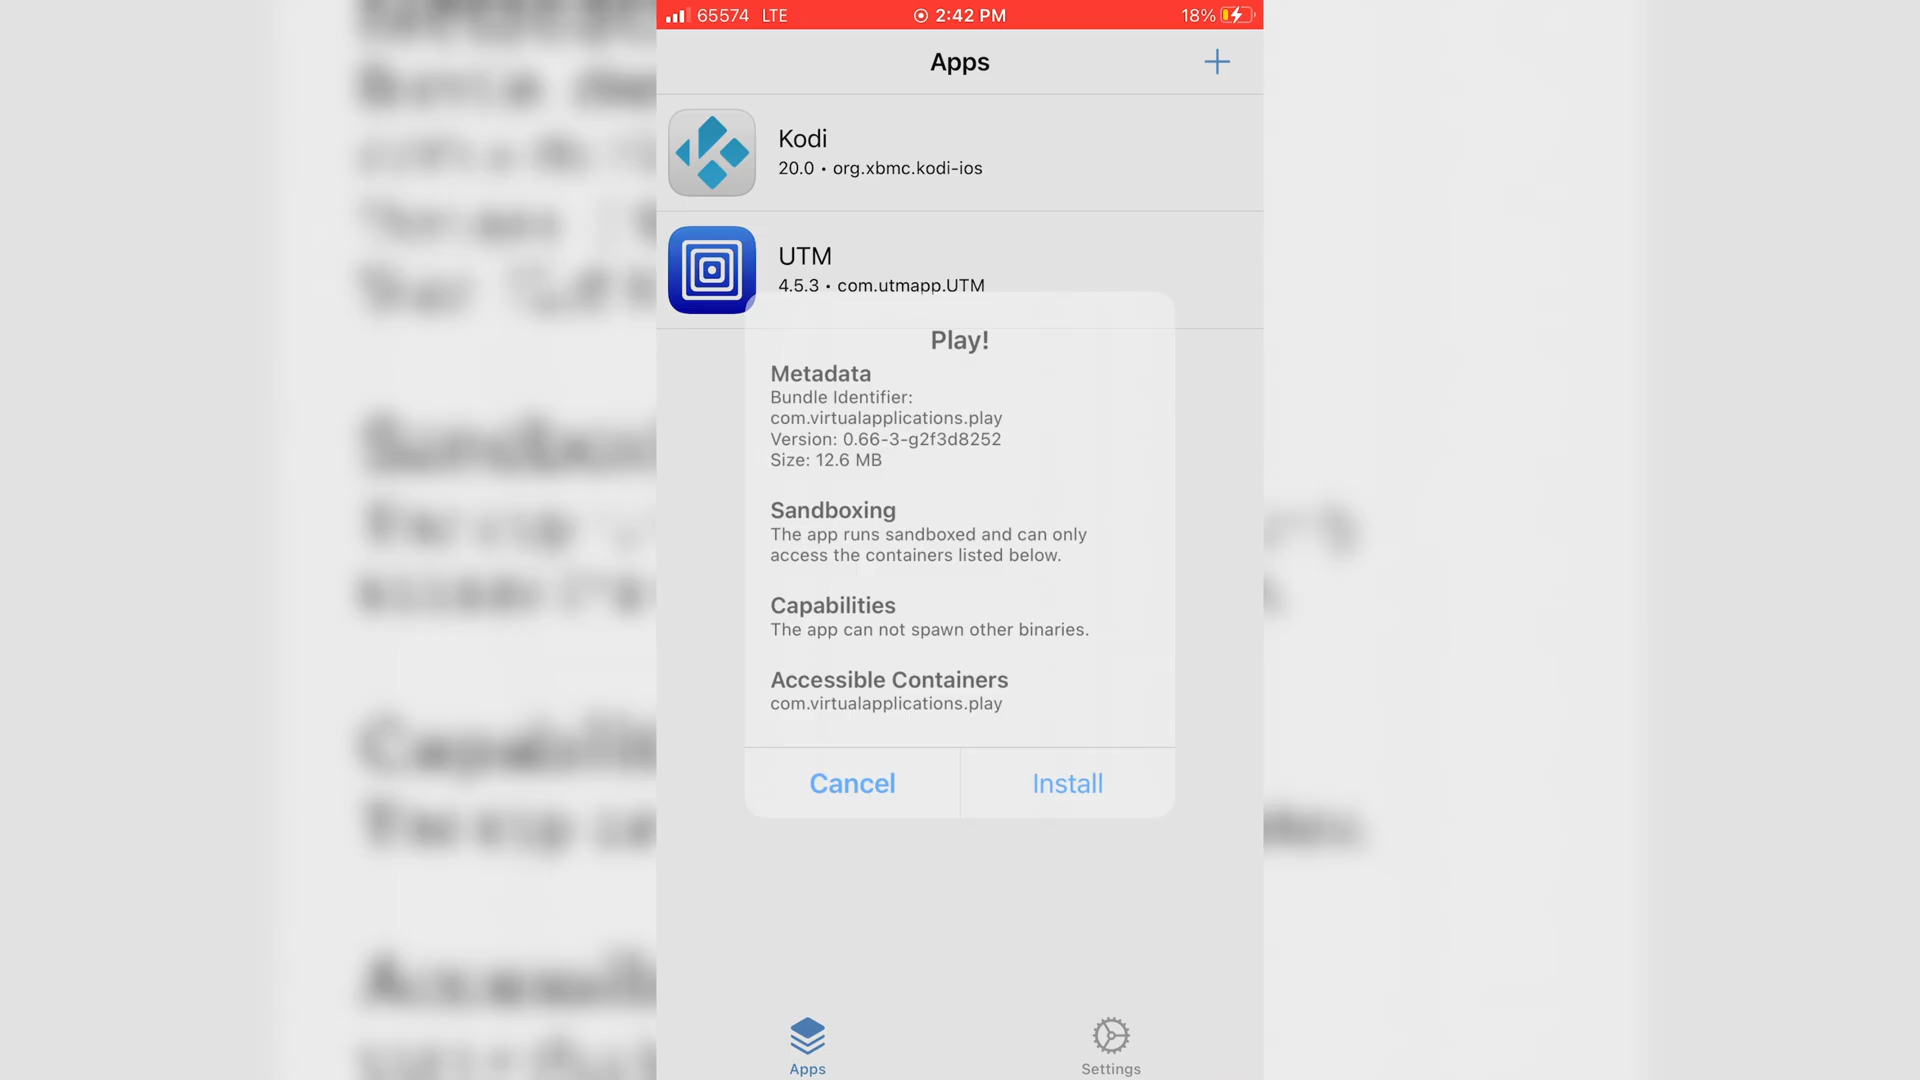 65574 LTE
2:42 PM
18%
Apps
Kodi
20.0 • org.xbmc.kodi-ios
UTM
4.5.3 • com.utmapp.UTM
Play!
Metadata
Bundle Identifier:
com.virtualapplications.play
Version: 0.66-3-g2f3d8252
Size: 12.6 MB
Sandboxing
The app runs sandboxed and can only
access the containers listed below.
Capabilities
The app can not spawn other binaries.
Accessible Containers
com.virtualapplications.play
Cancel
Install
Apps
Settings